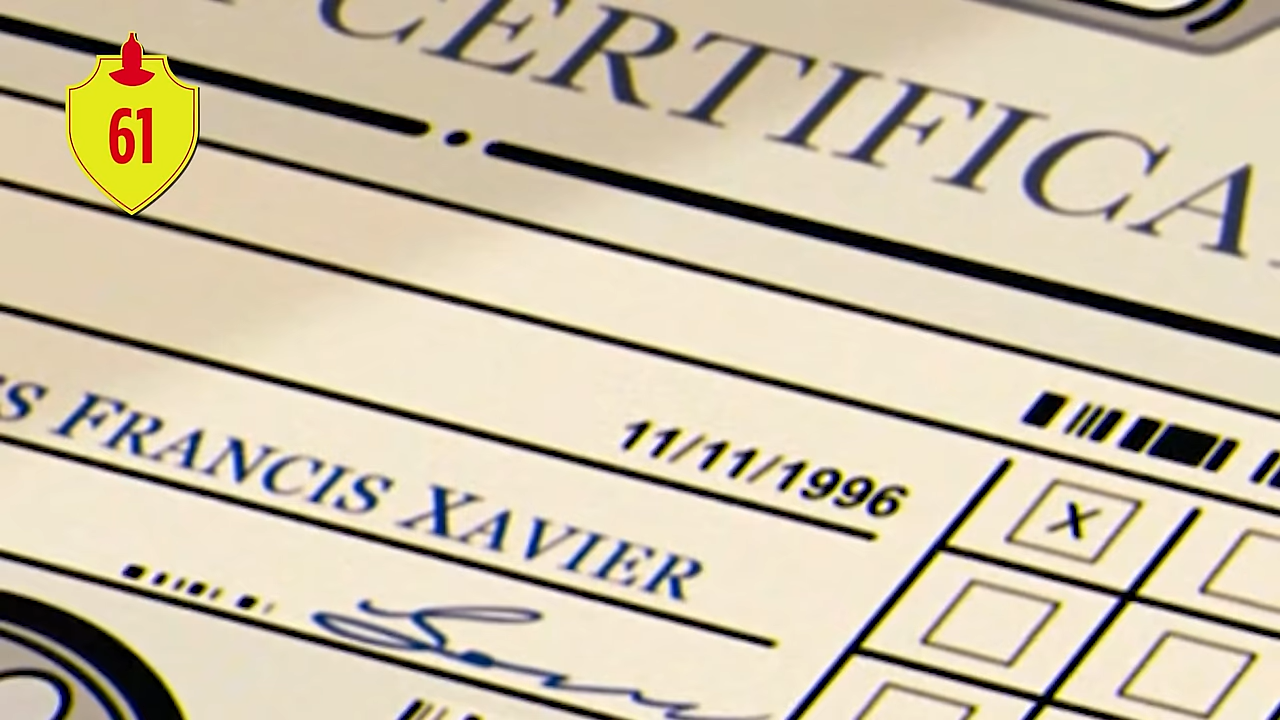 61
CERTIFICA
11/11/1996
S FRANCIS XAVIER
X